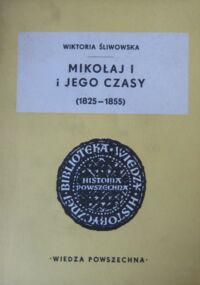 WIKTORIA ŚLIWOWSKA
MIKOŁAJ I
I JEGO CZASY
(1825–1855)
BIBLIOTEKA WIEDZY HISTORYCZNEJ
HISTORIA
POWSZECHNA
·WIEDZA POWSZECHNA·